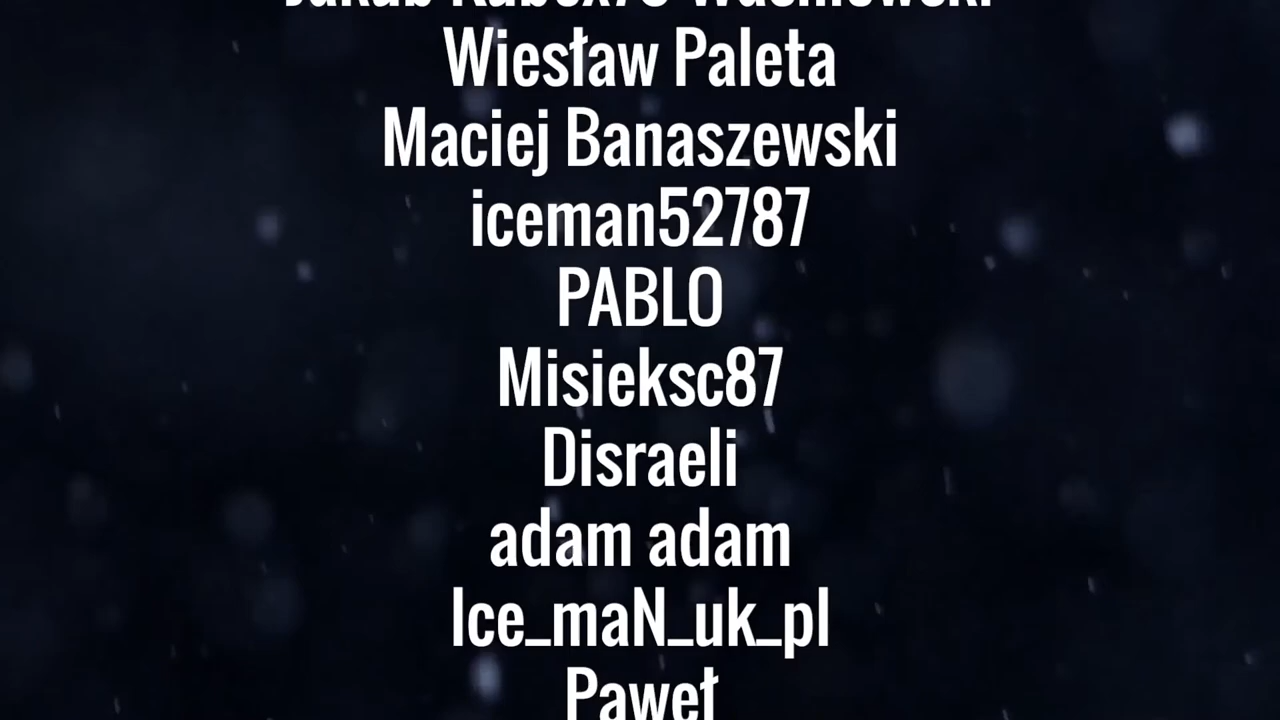 Wiesław Paleta
Maciej Banaszewski
iceman52787
PABLO
Misieksc87
Disraeli
adam adam
Ice_maN_uk_pl
Paweł